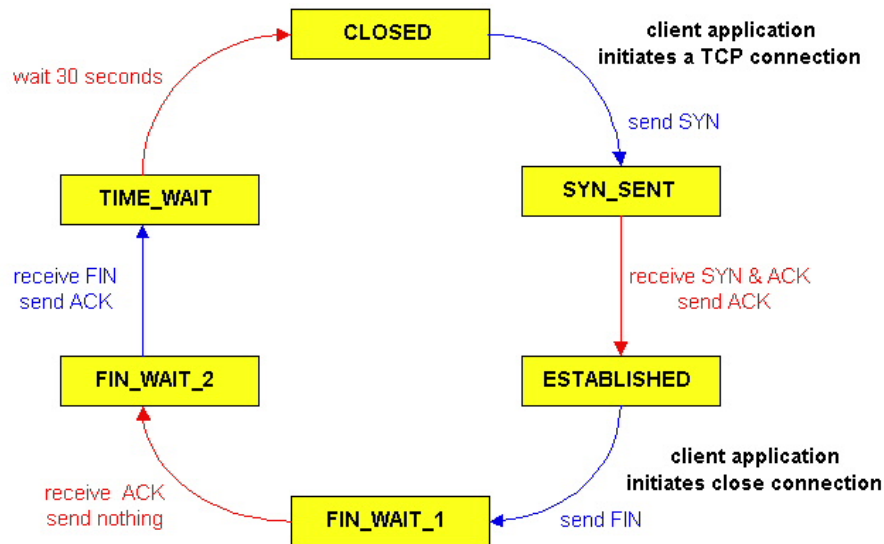 CLOSED
client application
initiates a TCP connection
wait 30 seconds
send SYN
TIME_WAIT
SYN_SENT
receive FIN
send ACK
receive SYN & ACK
send ACK
FIN_WAIT_2
ESTABLISHED
client application
initiates close connection
receive ACK
send nothing
FIN_WAIT_1
send FIN